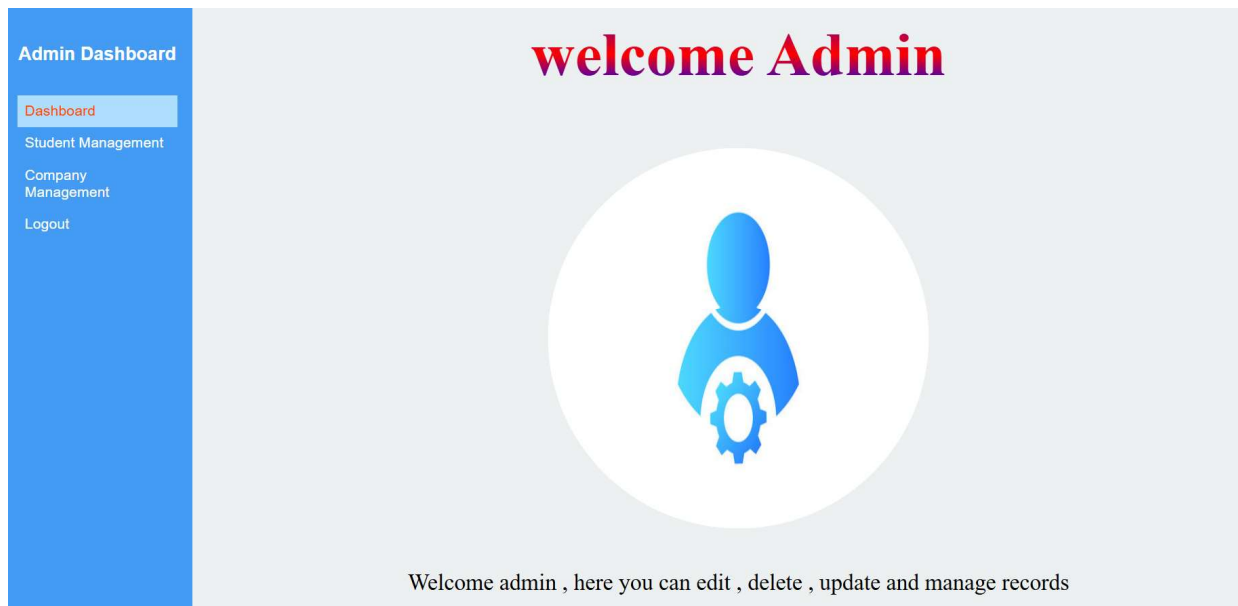 Admin Dashboard
Dashboard
Student Management
Company
Management
Logout
welcome Admin
Welcome admin , here you can edit , delete , update and manage records